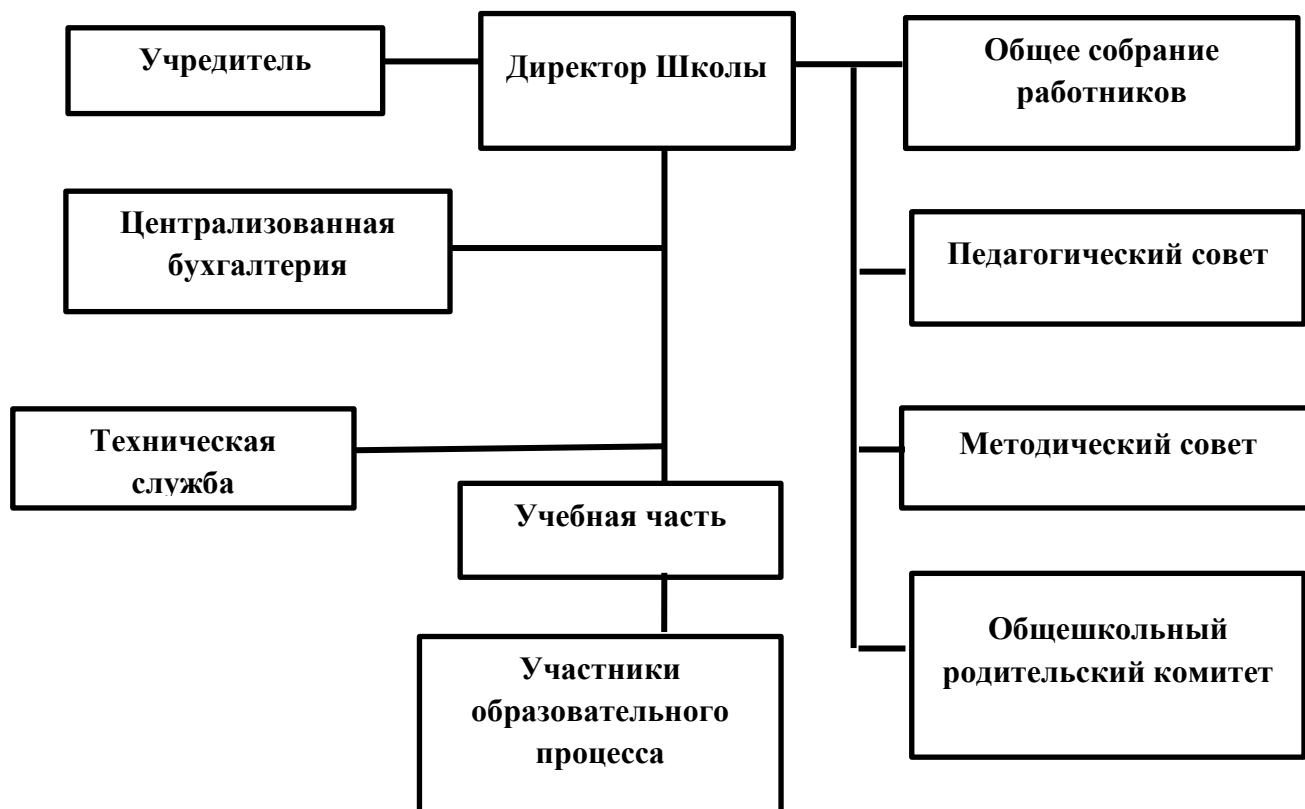 Учредитель
Директор Школы
Общее собрание
работников
Централизованная
бухгалтерия
Педагогический совет
Техническая
служба
Методический совет
Учебная часть
Общешкольный
родительский комитет
Участники
образовательного
процесса